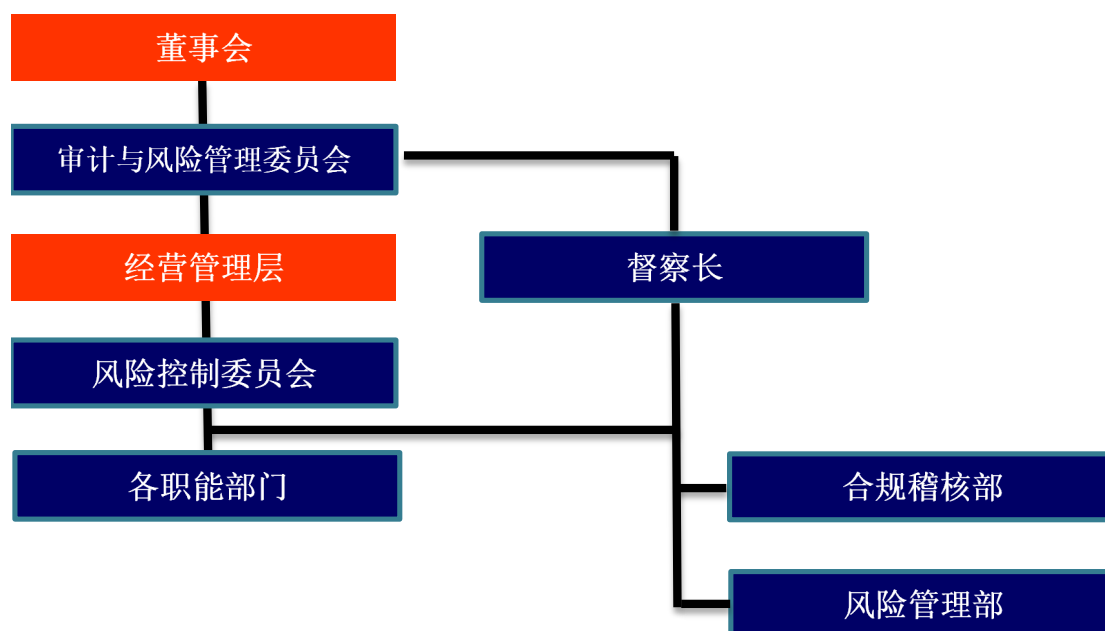 董事会
审计与风险管理委员会
经营管理层
督察长
风险控制委员会
各职能部门
合规稽核部
风险管理部